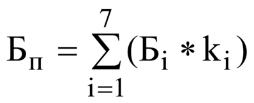 Бп = ∑(Бi * ki), i=1, 7